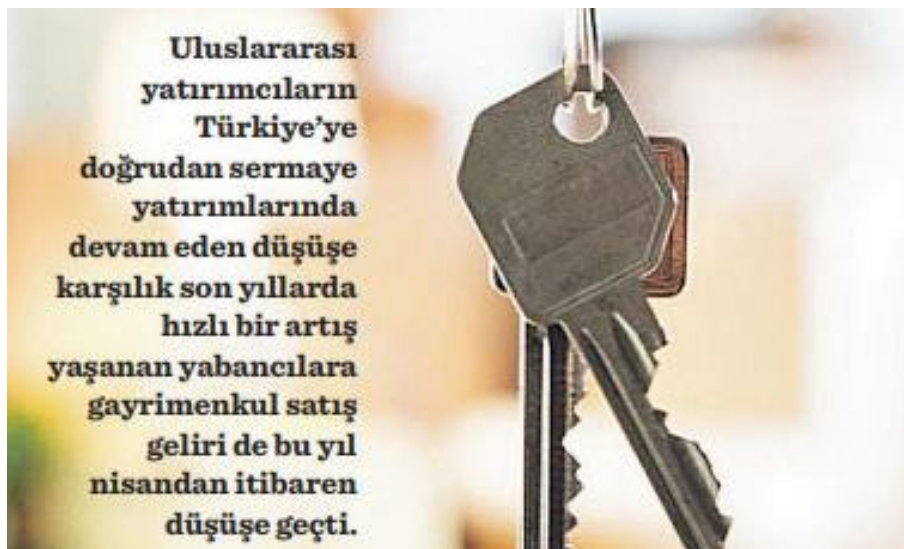 Uluslararası
yatırımcıların
Türkiye’ye
doğrudan sermaye
yatırımlarında
devam eden düşüşe
karşılık son yıllarda
hızlı bir artış
yaşanan yabancılara
gayrimenkul satış
geliri de bu yıl
nisandan itibaren
düşüşe geçti.